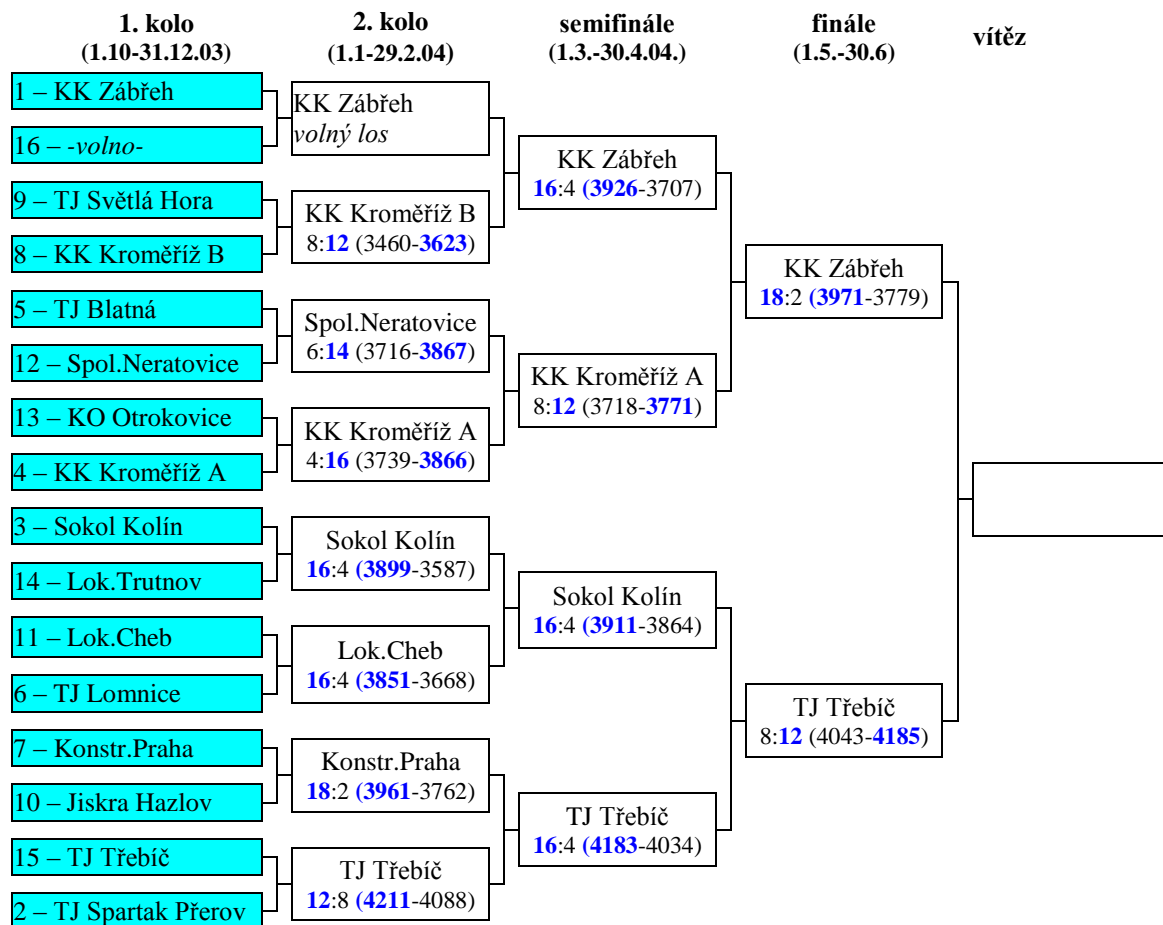 1. kolo
(1.10-31.12.03)
2. kolo
(1.1-29.2.04)
semifinále
(1.3.-30.4.04.)
finále
(1.5.-30.6)
vítěz
1 – KK Zábřeh
16 – -volno-
9 – TJ Světlá Hora
8 – KK Kroměříž B
5 – TJ Blatná
12 – Spol.Neratovice
13 – KO Otrokovice
4 – KK Kroměříž A
3 – Sokol Kolín
14 – Lok.Trutnov
11 – Lok.Cheb
6 – TJ Lomnice
7 – Konstr.Praha
10 – Jiskra Hazlov
15 – TJ Třebíč
2 – TJ Spartak Přerov
KK Zábřeh
volný los
KK Kroměříž B
8:12 (3460-3623)
Spol.Neratovice
6:14 (3716-3867)
KK Kroměříž A
4:16 (3739-3866)
Sokol Kolín
16:4 (3899-3587)
Lok.Cheb
16:4 (3851-3668)
Konstr.Praha
18:2 (3961-3762)
TJ Třebíč
12:8 (4211-4088)
KK Zábřeh
16:4 (3926-3707)
KK Kroměříž A
8:12 (3718-3771)
Sokol Kolín
16:4 (3911-3864)
TJ Třebíč
16:4 (4183-4034)
KK Zábřeh
18:2 (3971-3779)
TJ Třebíč
8:12 (4043-4185)